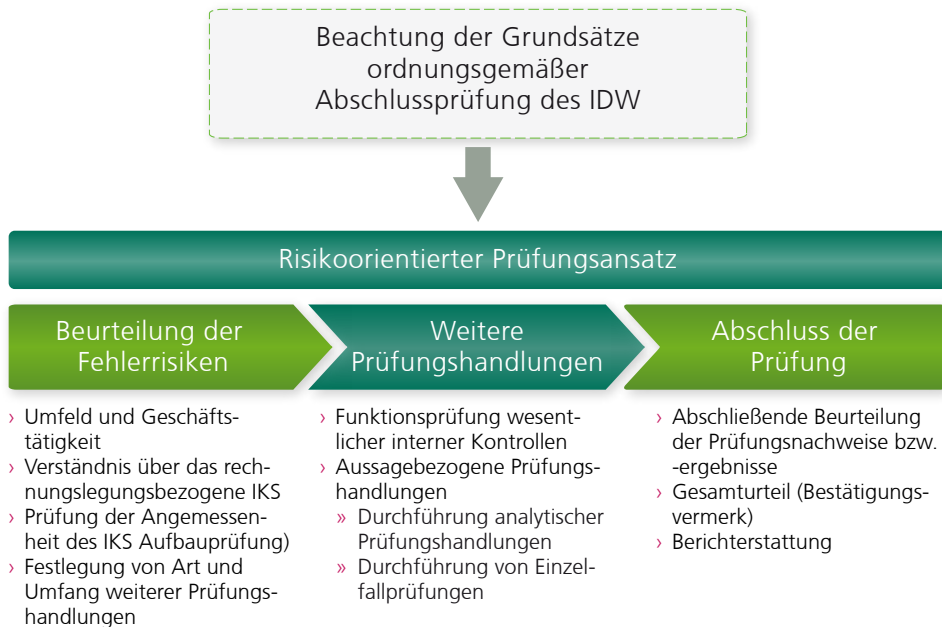 Beachtung der Grundsätze
ordnungsgemäßer
Abschlussprüfung des IDW
Risikoorientierter Prüfungsansatz
Beurteilung der
Fehlerrisiken
Weitere
Prüfungshandlungen
Abschluss der
Prüfung
› Umfeld und Geschäfts-
tätigkeit
› Verständnis über das rech-
nungslegungsbezogene IKS
› Prüfung der Angemessen-
heit des IKS Aufbauprüfung)
› Festlegung von Art und
Umfang weiterer Prüfungs-
handlungen
› Funktionsprüfung wesent-
licher interner Kontrollen
› Aussagebezogene Prüfungs-
handlungen
» Durchführung analytischer
Prüfungshandlungen
» Durchführung von Einzel-
fallprüfungen
› Abschließende Beurteilung
der Prüfungsnachweise bzw.
-ergebnisse
› Gesamturteil (Bestätigungs-
vermerk)
› Berichterstattung